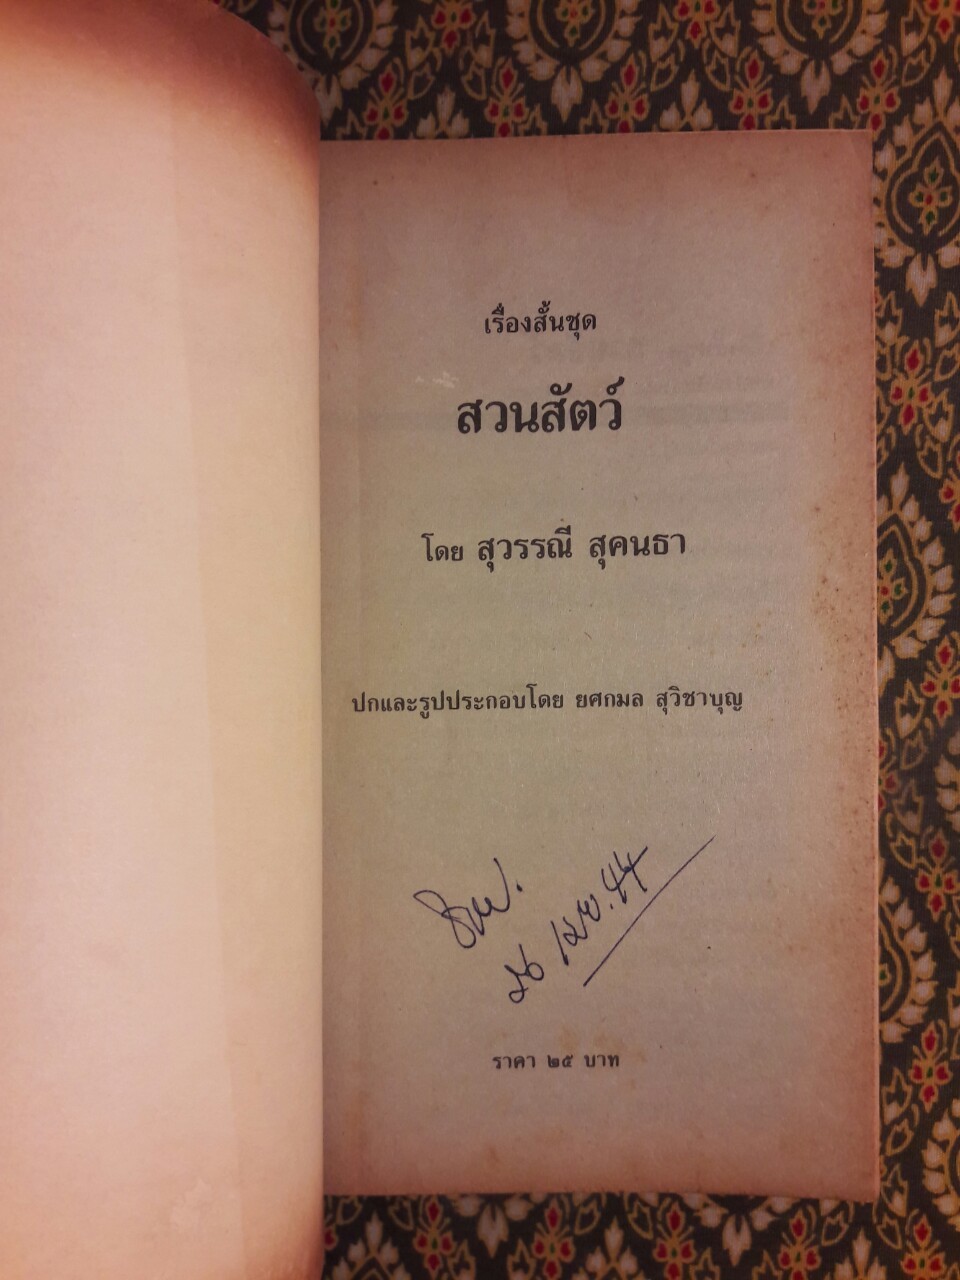 เรื่องสั้นชุด
สวนสัตว์
โดย สุวรรณี สุคนธา
ปกและรูปประกอบโดย ยศกมล สุวิชาบุญ
เมย.
ราคา ๒๕ บาท